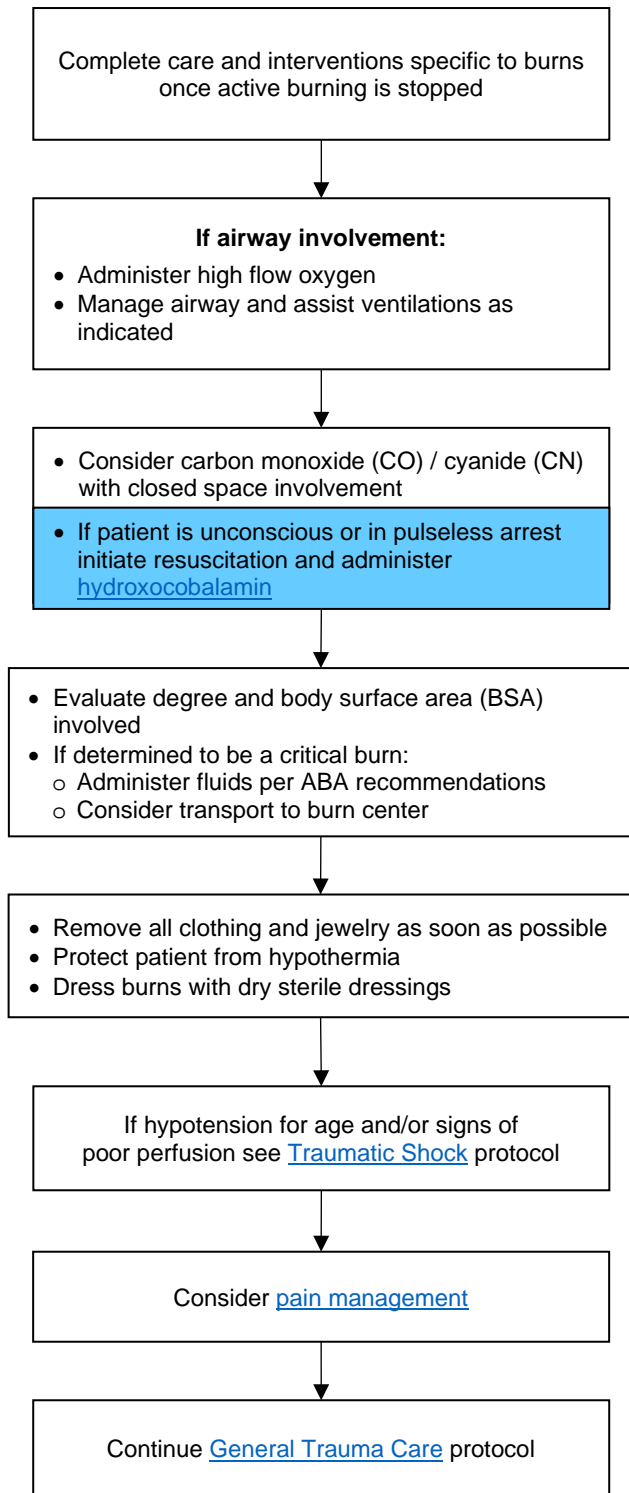 Complete care and interventions specific to burns
once active burning is stopped
If airway involvement:
• Administer high flow oxygen
• Manage airway and assist ventilations as
indicated
• Consider carbon monoxide (CO) / cyanide (CN)
with closed space involvement
• If patient is unconscious or in pulseless arrest
initiate resuscitation and administer
hydroxocobalamin
• Evaluate degree and body surface area (BSA)
involved
• If determined to be a critical burn:
o Administer fluids per ABA recommendations
o Consider transport to burn center
• Remove all clothing and jewelry as soon as possible
• Protect patient from hypothermia
• Dress burns with dry sterile dressings
If hypotension for age and/or signs of
poor perfusion see Traumatic Shock protocol
Consider pain management
Continue General Trauma Care protocol